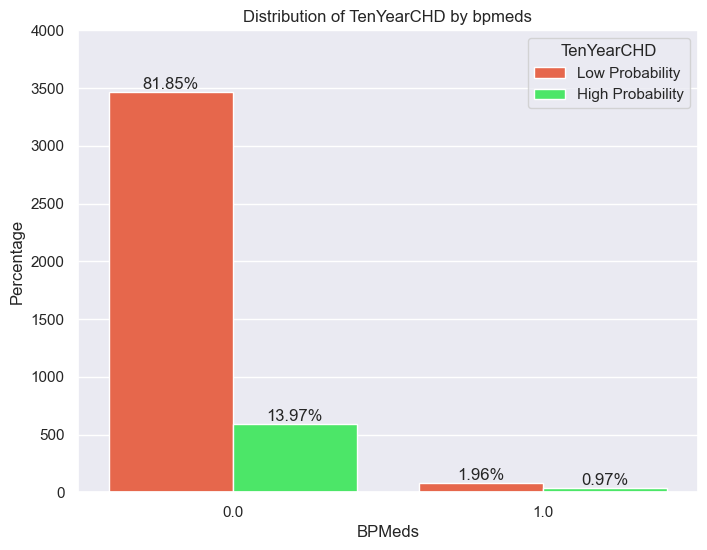 Distribution of TenYearCHD by bpmeds
4000
3500
3000
2500
2000
1500
1000
500
0
Percentage
TenYearCHD
Low Probability
High Probability
81.85%
13.97%
1.96%
0.97%
0.0
1.0
BPMeds